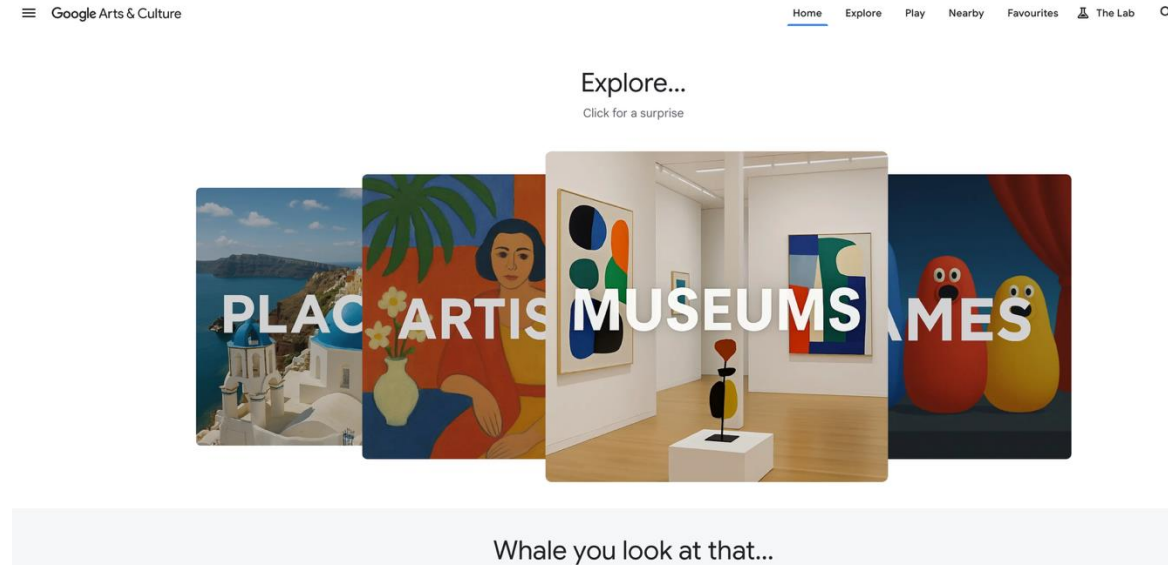 Google Arts & Culture
Home Explore Play Nearby Favourites The Lab
Explore...
Click for a surprise
PLAC
ARTIS
MUSEUMS
AMES
Whale you look at that...